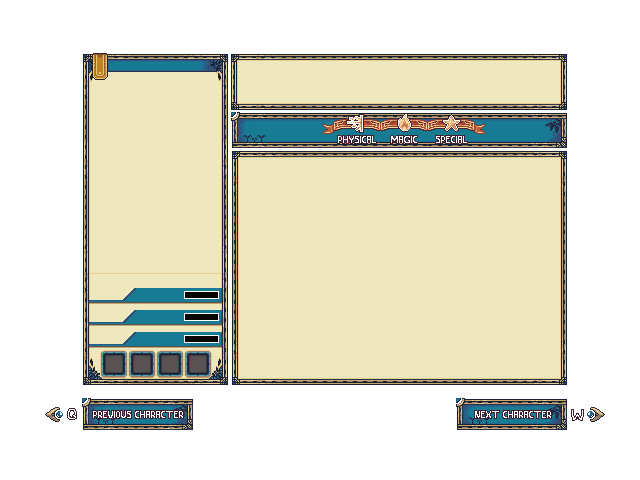 PHYSICAL MAGIC SPECIAL
Q PREVIOUS CHARACTER
NEXT CHARACTER W